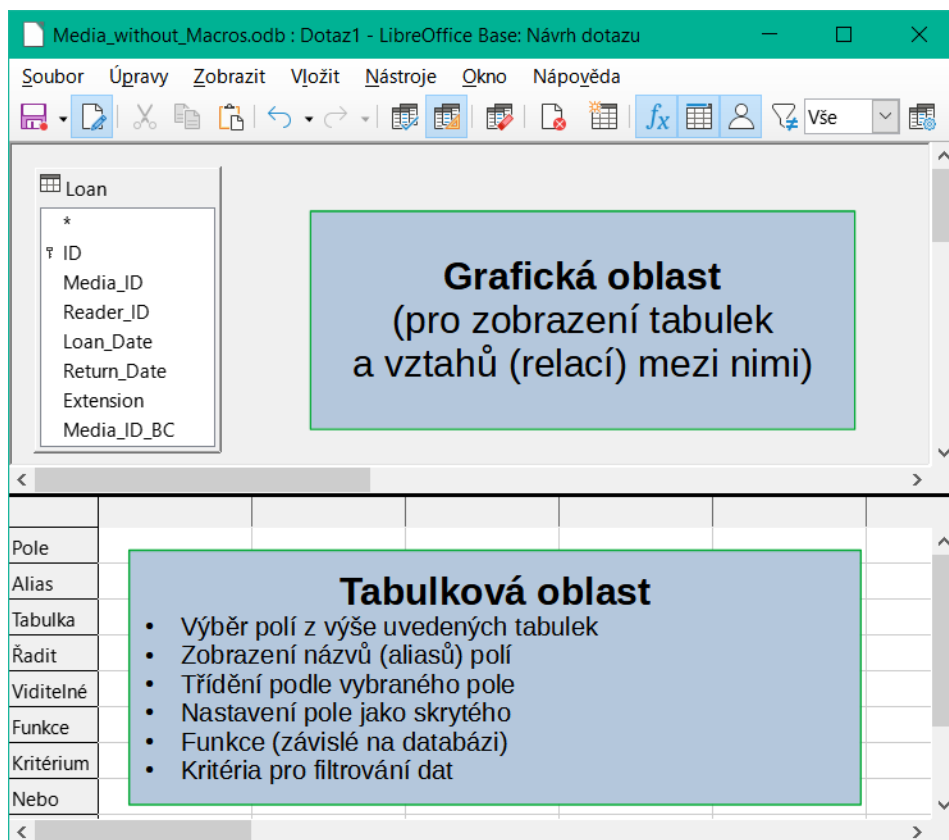 Media_without_Macros.odb : Dotaz1 - LibreOffice Base: Návrh dotazu
Soubor Úpravy Zobrazit Vložit Nástroje Okno Nápověda
fx Vše
Loan
*
ID
Media_ID
Reader_ID
Loan_Date
Return_Date
Extension
Media_ID_BC
Grafická oblast
(pro zobrazení tabulek
a vztahů (relací) mezi nimi)
Pole
Alias
Tabulka
Řadit
Viditelné
Funkce
Kritérium
Nebo
Tabulková oblast
• Výběr polí z výše uvedených tabulek
• Zobrazení názvů (aliasů) polí
• Třídění podle vybraného pole
• Nastavení pole jako skrytého
• Funkce (závislé na databázi)
• Kritéria pro filtrování dat